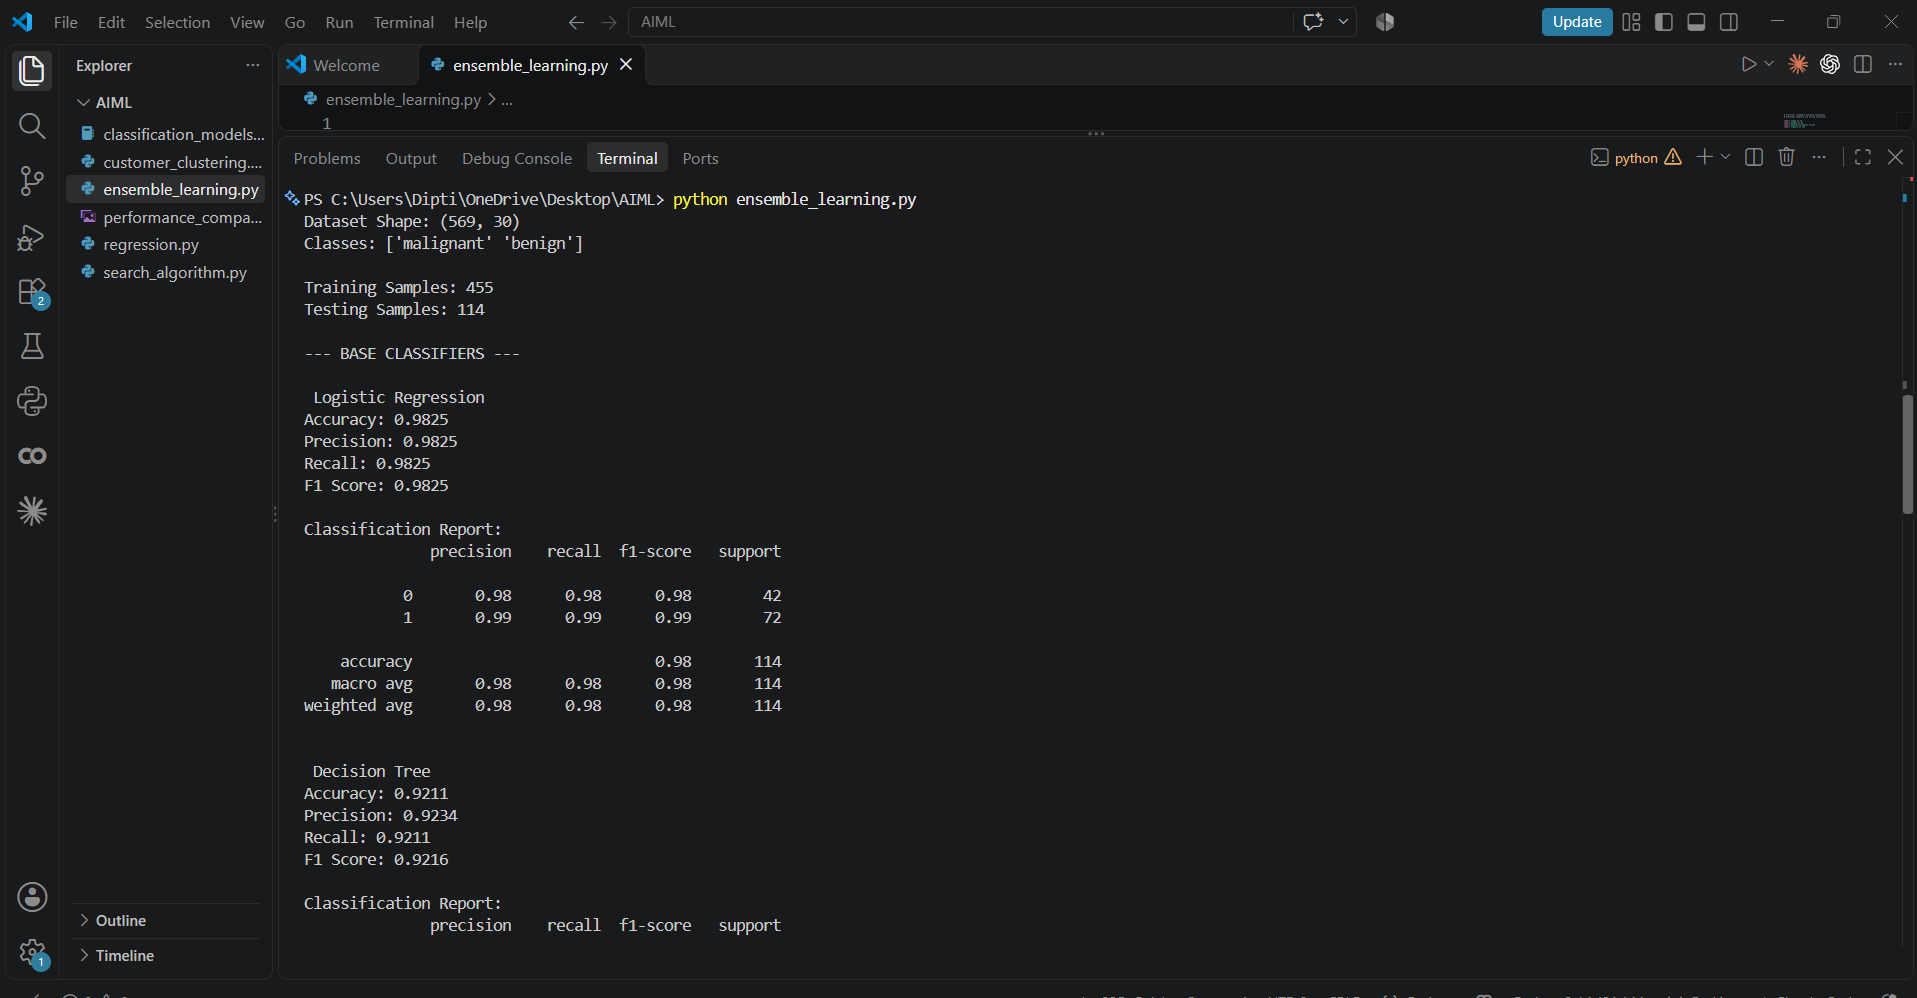 File Edit Selection View Go Run Terminal Help
AIML
Update
Explorer
AIML
classification_models...
customer_clustering....
ensemble_learning.py
performance_compa...
regression.py
search_algorithm.py
2
Outline
Timeline
1
Welcome
ensemble_learning.py
ensemble_learning.py > ...
1
Problems Output Debug Console Terminal Ports
python
PS C:\Users\Dipti\OneDrive\Desktop\AIML> python ensemble_learning.py
Dataset Shape: (569, 30)
Classes: ['malignant' 'benign']
Training Samples: 455
Testing Samples: 114
--- BASE CLASSIFIERS ---
Logistic Regression
Accuracy: 0.9825
Precision: 0.9825
Recall: 0.9825
F1 Score: 0.9825
Classification Report:
precision recall f1-score support
0 0.98 0.98 0.98 42
1 0.99 0.99 0.99 72
accuracy 0.98 114
macro avg 0.98 0.98 0.98 114
weighted avg 0.98 0.98 0.98 114
Decision Tree
Accuracy: 0.9211
Precision: 0.9234
Recall: 0.9211
F1 Score: 0.9216
Classification Report:
precision recall f1-score support